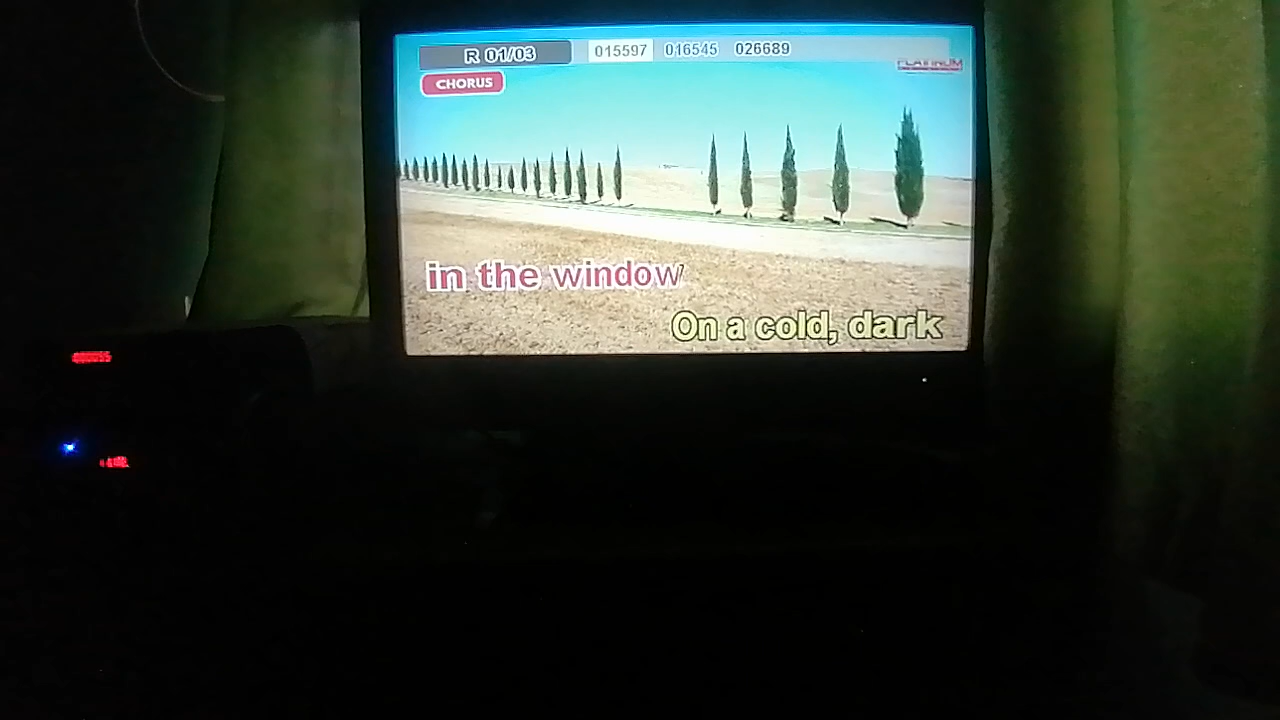 R 01/03 015597 016545 026689
PLATINUM
CHORUS
in the window
On a cold, dark